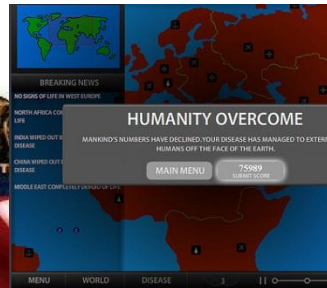 BREAKING NEWS
NO SIGNS OF LIFE IN WEST EUROPE
NORTH AFRICA
LIFE
INDIA WIPED OUT
DISEASE
CHINA WIPED OUT
DISEASE
MIDDLE EAST COMPLETELY DEVOID OF LIFE
HUMANITY OVERCOME
MANKIND'S NUMBERS HAVE DECLINED. YOUR DISEASE HAS MANAGED TO
HUMANS OFF THE FACE OF THE EARTH.
MAIN MENU
75989
SUBMIT SCORE
MENU
WORLD
DISEASE